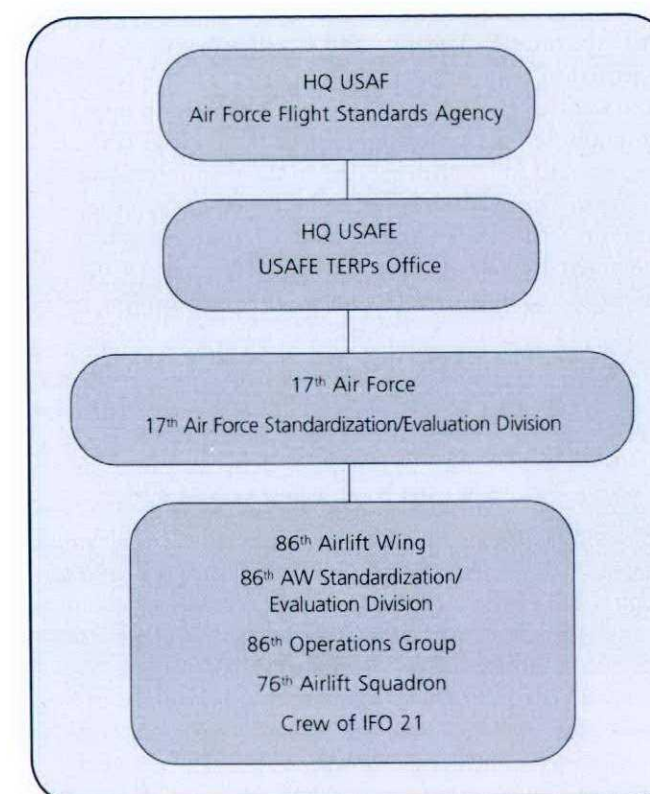 HQ USAF
Air Force Flight Standards Agency
HQ USAFE
USAFE TERPs Office
17th Air Force
17th Air Force Standardization/Evaluation Division
86th Airlift Wing
86th AW Standardization/
Evaluation Division
86th Operations Group
76th Airlift Squadron
Crew of IFO 21